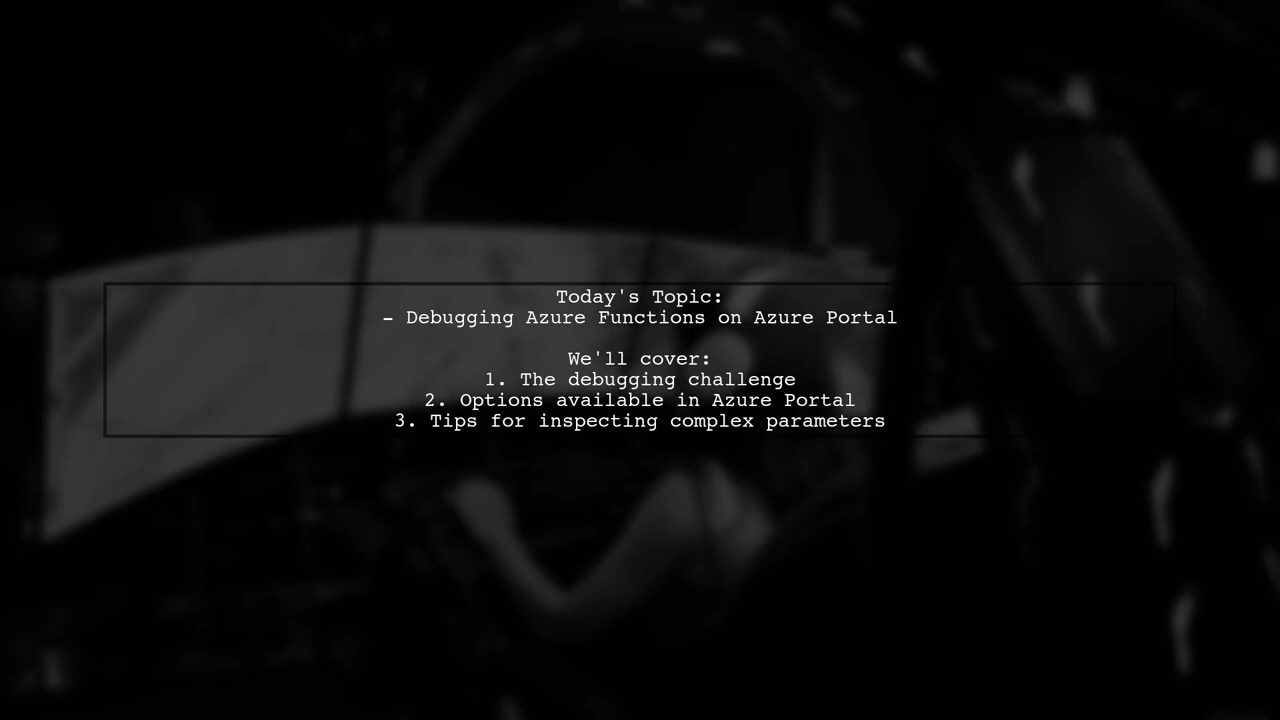 Today's Topic:
- Debugging Azure Functions on Azure Portal
We'll cover:
1. The debugging challenge
2. Options available in Azure Portal
3. Tips for inspecting complex parameters